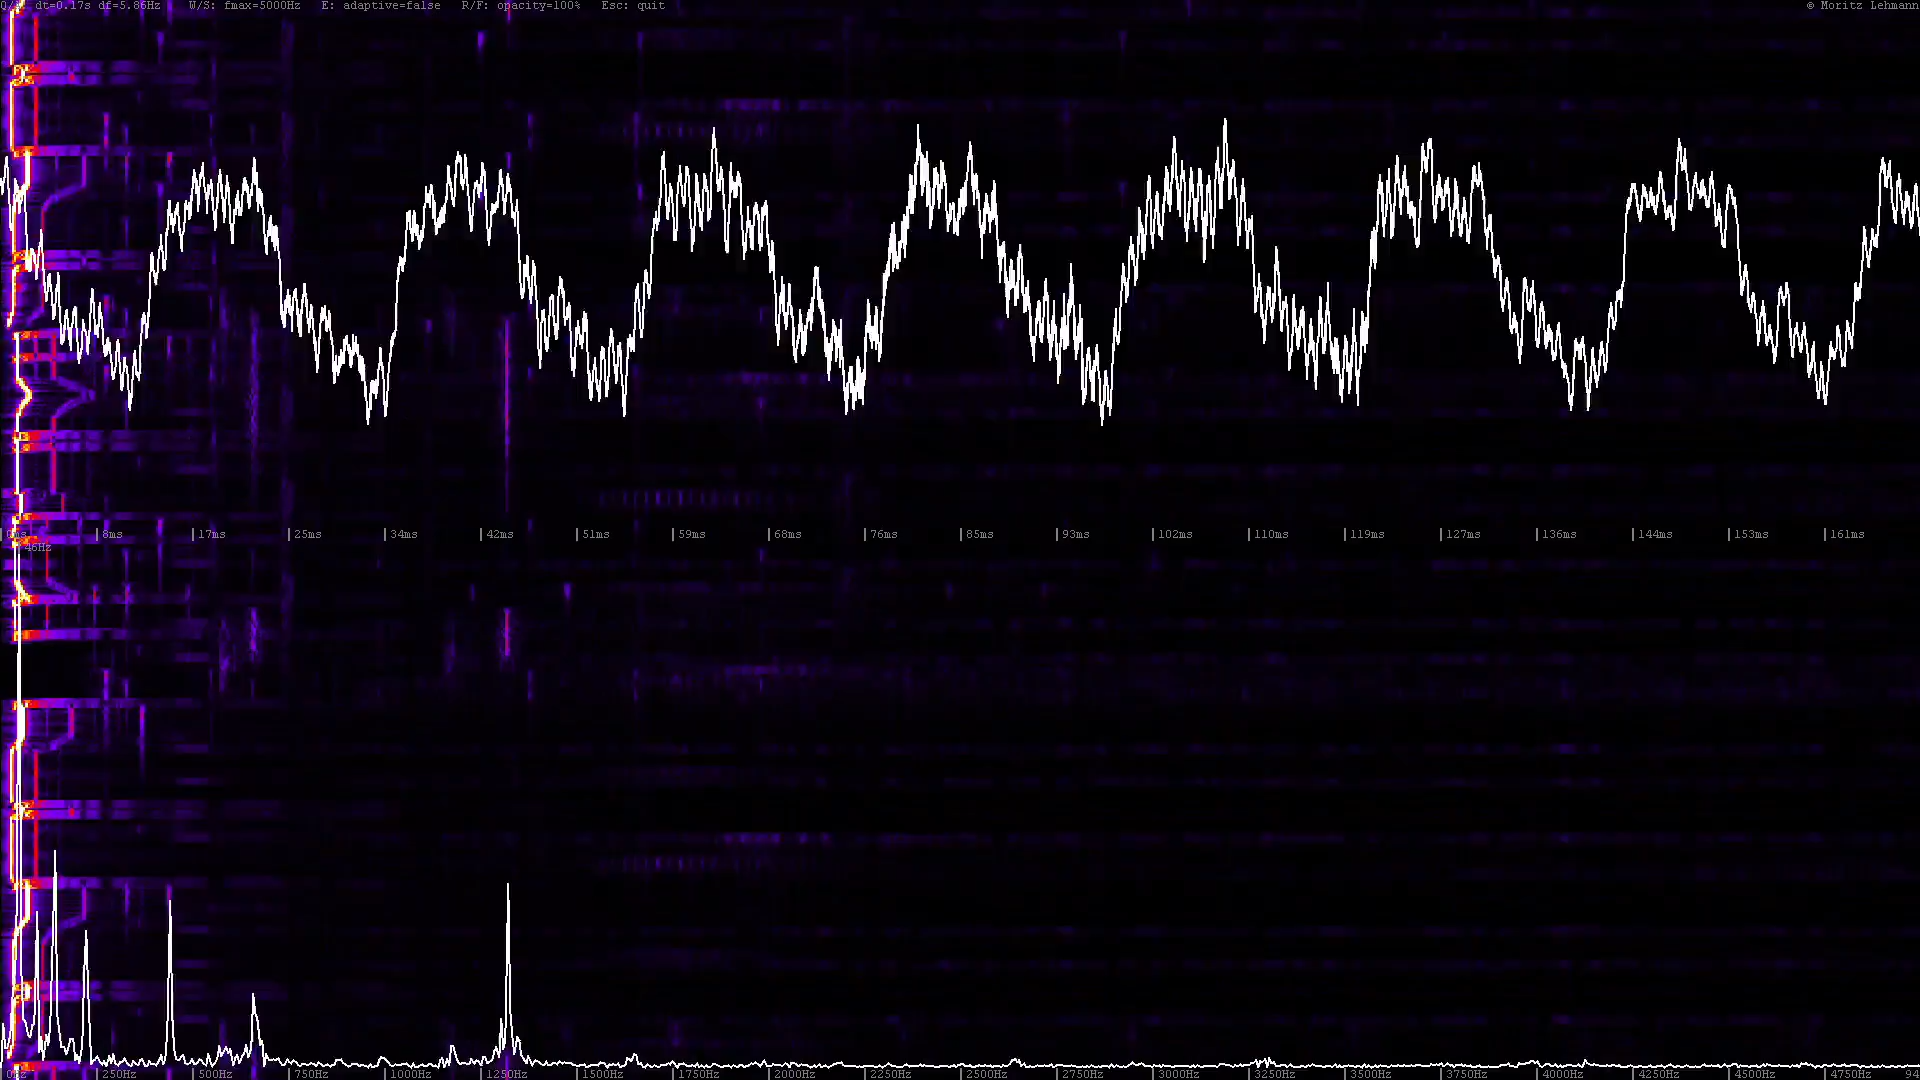 dt=0.17s df=5.86Hz W/S: fmax=5000Hz E: adaptive=false R/F: opacity=100% Esc: quit © Moritz Lehmann
8ms 17ms 25ms 34ms 42ms 51ms 59ms 68ms 76ms 85ms 93ms 102ms 110ms 119ms 127ms 136ms 144ms 153ms 161ms
46Hz
0Hz 250Hz 500Hz 750Hz 1000Hz 1250Hz 1500Hz 1750Hz 2000Hz 2250Hz 2500Hz 2750Hz 3000Hz 3250Hz 3500Hz 3750Hz 4000Hz 4250Hz 4500Hz 4750Hz 94